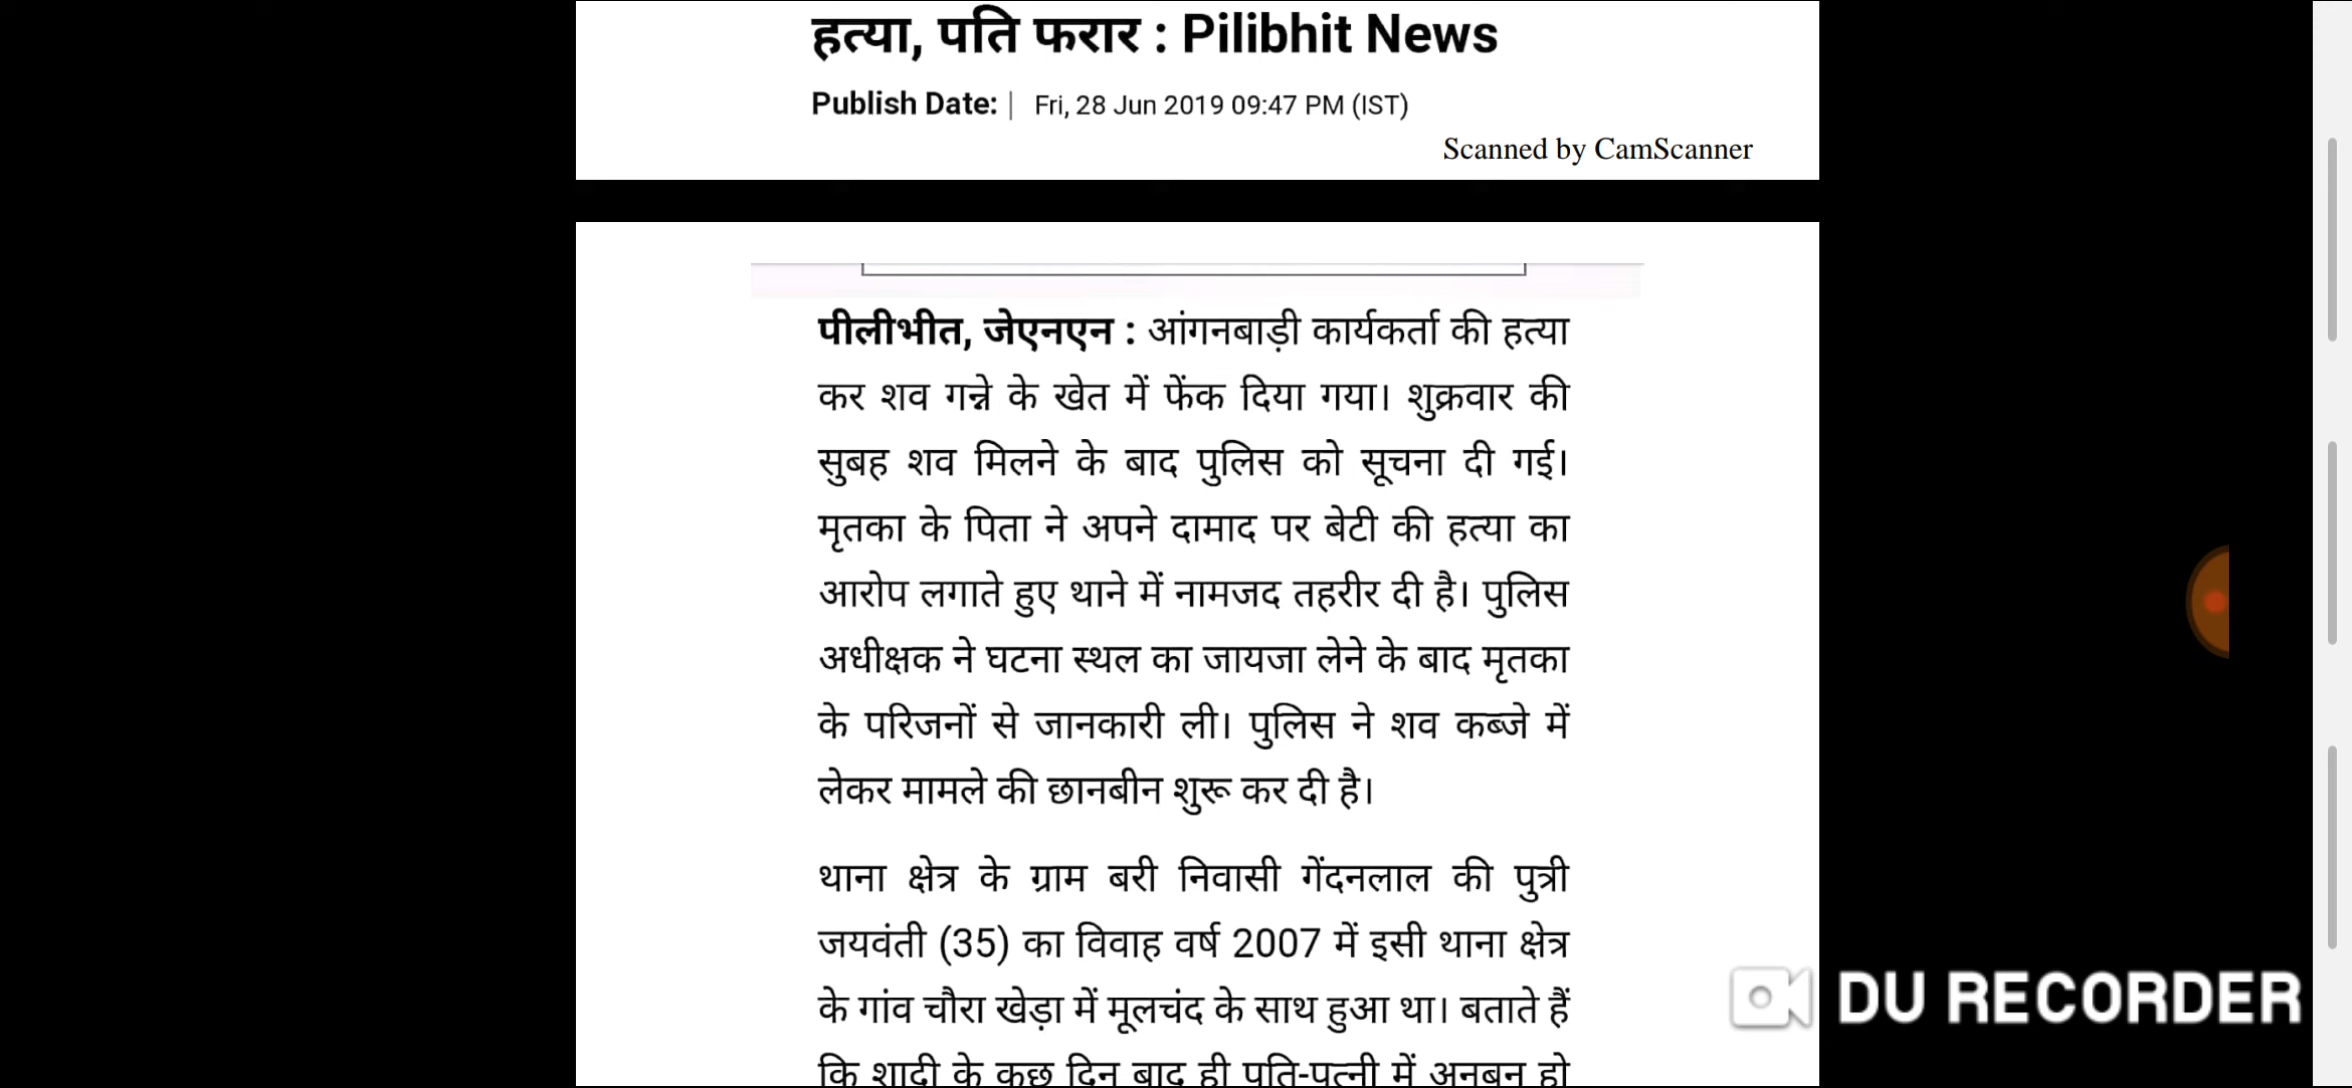 हत्या, पति फरार : Pilibhit News
Publish Date: | Fri, 28 Jun 2019 09:47 PM (IST)
Scanned by CamScanner
पीलीभीत, जेएनएन : आंगनबाड़ी कार्यकर्ता की हत्या
कर शव गन्ने के खेत में फेंक दिया गया। शुक्रवार की
सुबह शव मिलने के बाद पुलिस को सूचना दी गई।
मृतका के पिता ने अपने दामाद पर बेटी की हत्या का
आरोप लगाते हुए थाने में नामजद तहरीर दी है। पुलिस
अधीक्षक ने घटना स्थल का जायजा लेने के बाद मृतका
के परिजनों से जानकारी ली। पुलिस ने शव कब्जे में
लेकर मामले की छानबीन शुरू कर दी है।
थाना क्षेत्र के ग्राम बरी निवासी गेंदनलाल की पुत्री
जयवंती (35) का विवाह वर्ष 2007 में इसी थाना क्षेत्र
के गांव चौरा खेड़ा में मूलचंद के साथ हुआ था। बताते हैं
कि शादी के कुछ दिन बाद ही पति-पत्नी में अनबन हो
DU RECORDER